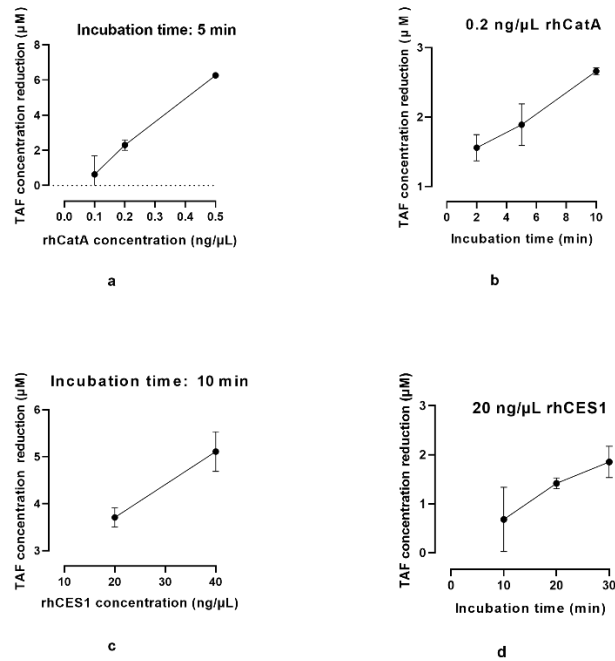 Incubation time: 5 min
TAF concentration reduction (µM)
8
6
4
2
0
0.0 0.1 0.2 0.3 0.4 0.5
rhCatA concentration (ng/µL)
a
0.2 ng/µL rhCatA
TAF concentration reduction (µ M)
3
2
1
0 2 4 6 8 10
Incubation time (min)
b
Incubation time: 10 min
TAF concentration reduction (µM)
6
5
4
3
10 20 30 40
rhCES1 concentration (ng/µL)
c
20 ng/µL rhCES1
TAF concentration reduction (µM)
3
2
1
0
0 10 20 30
Incubation time (min)
d